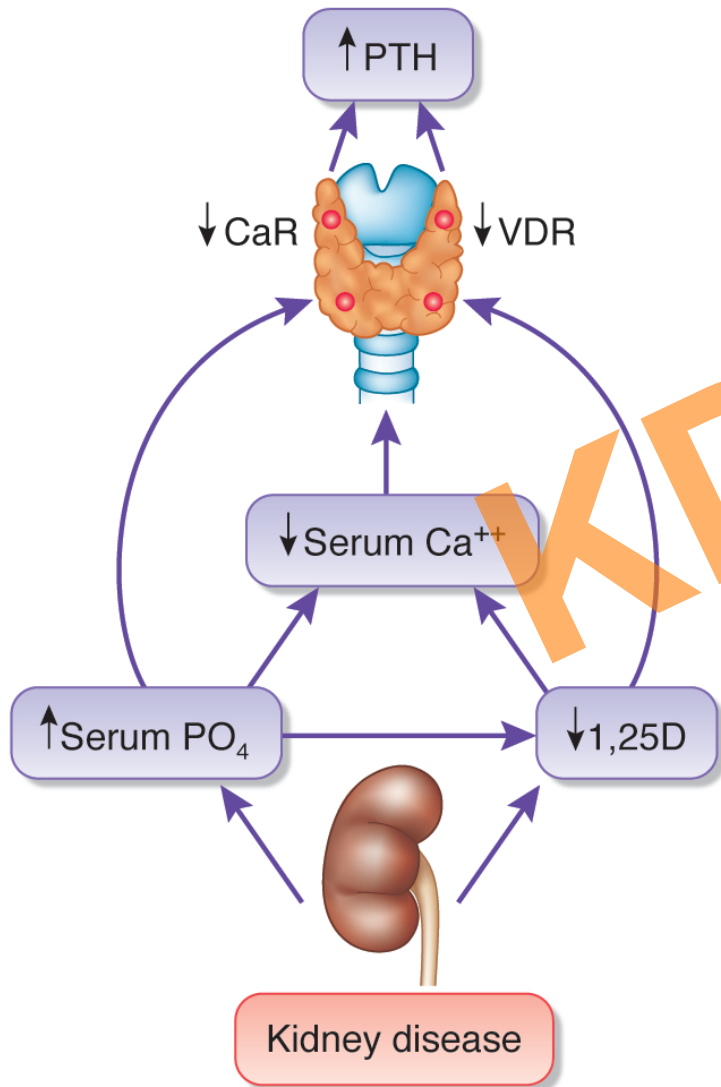 ↑PTH
↓CaR
↓VDR
↓Serum Ca⁺⁺
↑Serum PO₄
↓1,25D
Kidney disease